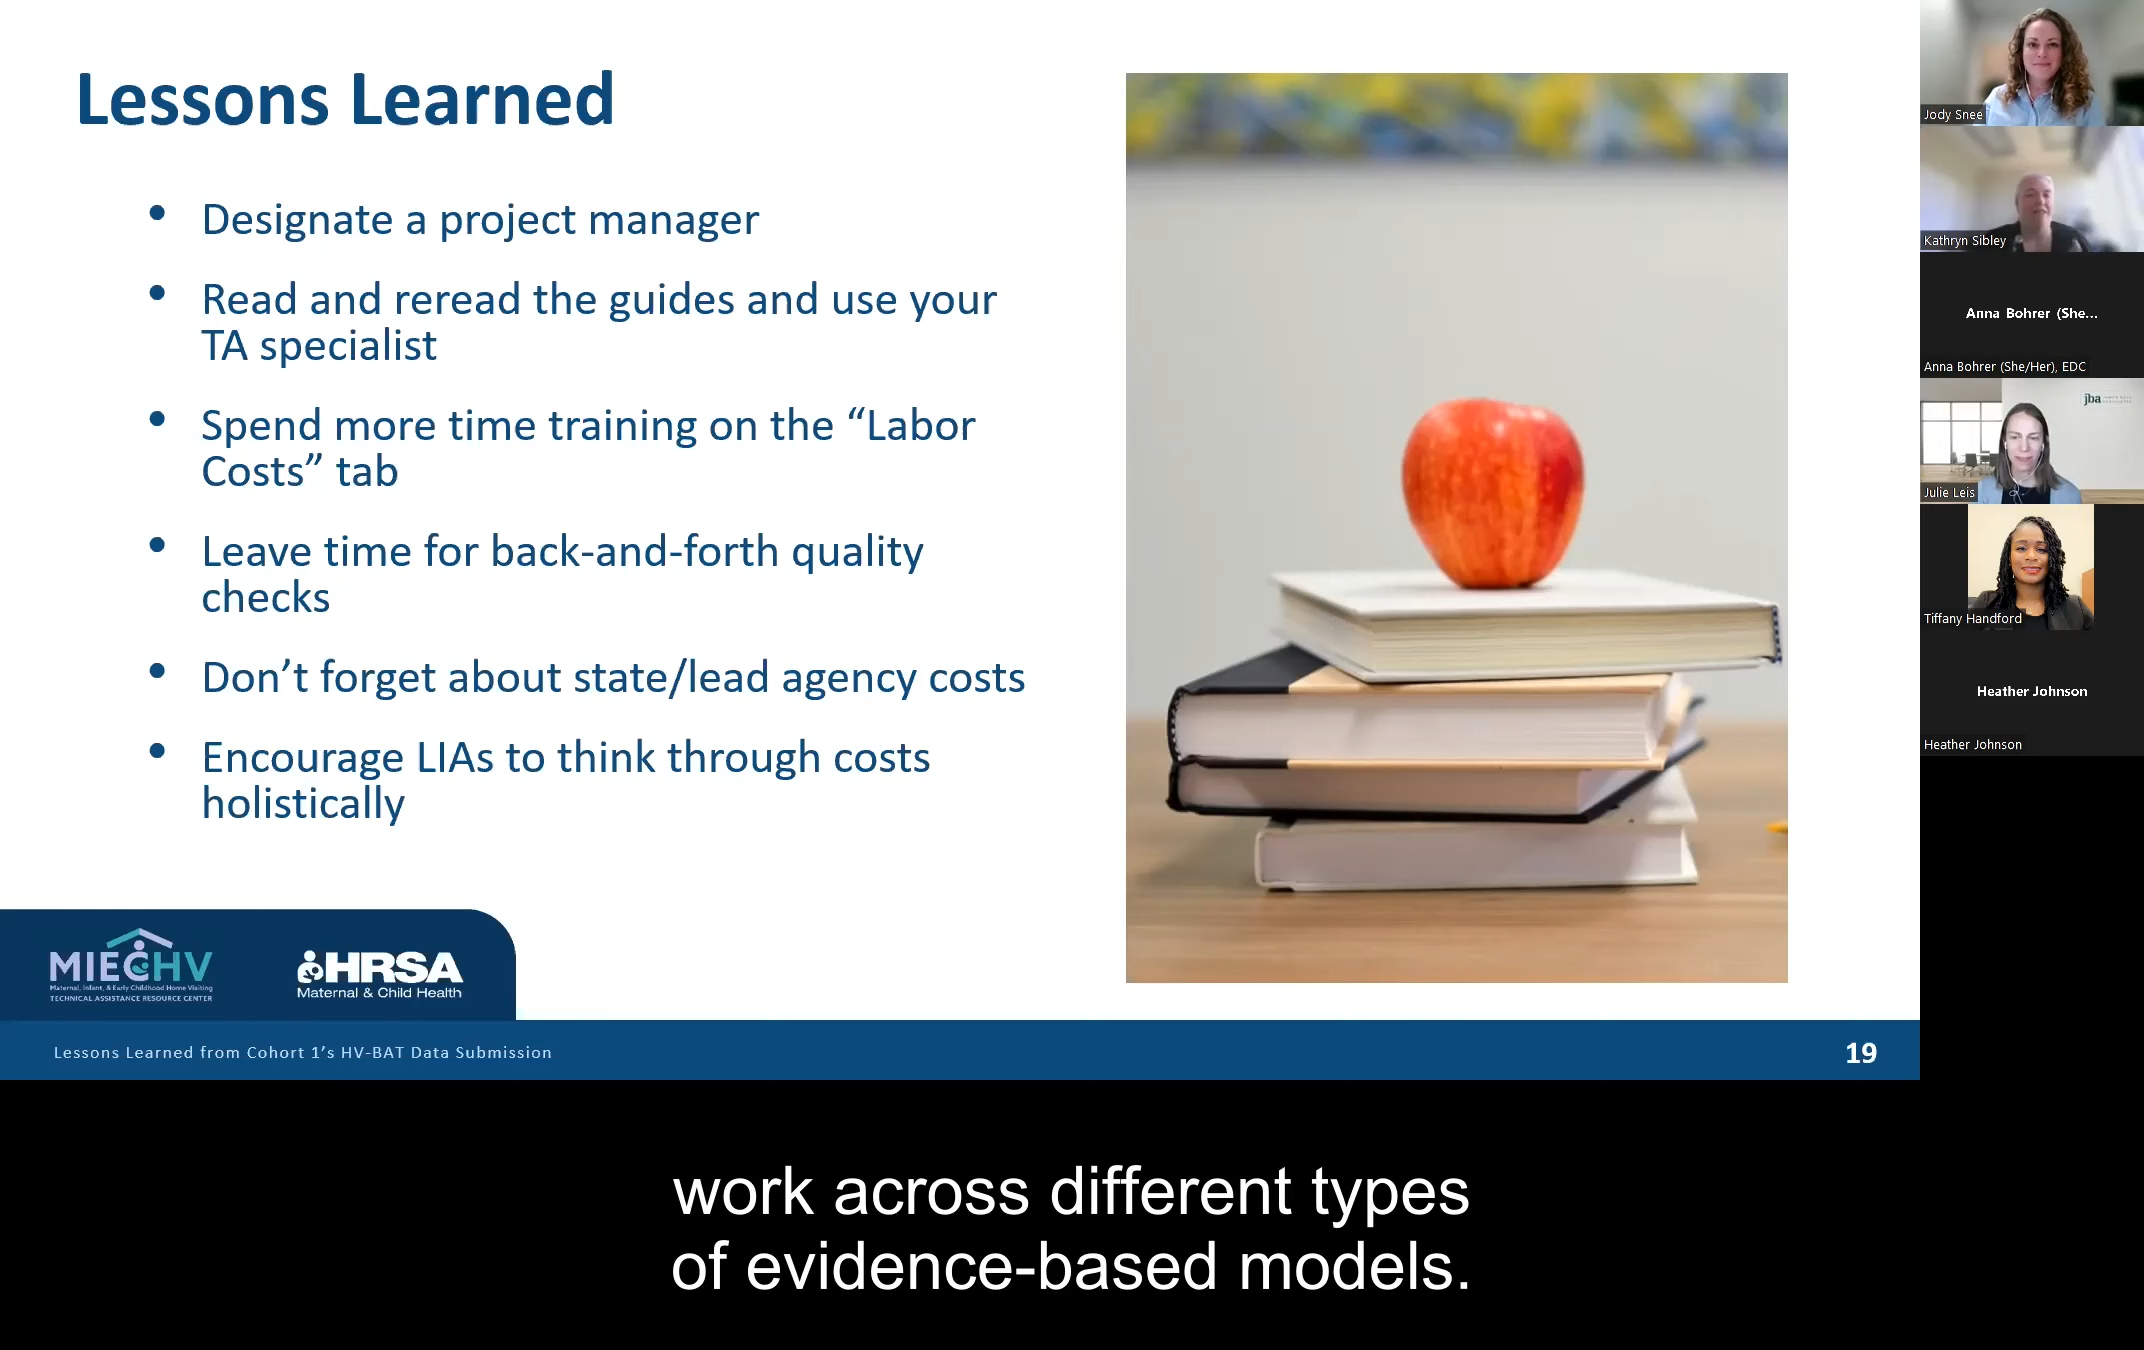 Lessons Learned
• Designate a project manager
• Read and reread the guides and use your
TA specialist
• Spend more time training on the “Labor
Costs” tab
• Leave time for back-and-forth quality
checks
• Don’t forget about state/lead agency costs
• Encourage LIAs to think through costs
holistically
MIECHV
Maternal, Infant, & Early Childhood Home Visiting
TECHNICAL ASSISTANCE RESOURCE CENTER
HRSA
Maternal & Child Health
Lessons Learned from Cohort 1’s HV-BAT Data Submission
19
Jody Snee
Kathryn Sibley
Anna Bohrer (She...
Anna Bohrer (She/Her), EDC
jba
Julie Leis
Tiffany Handford
Heather Johnson
Heather Johnson
work across different types
of evidence-based models.